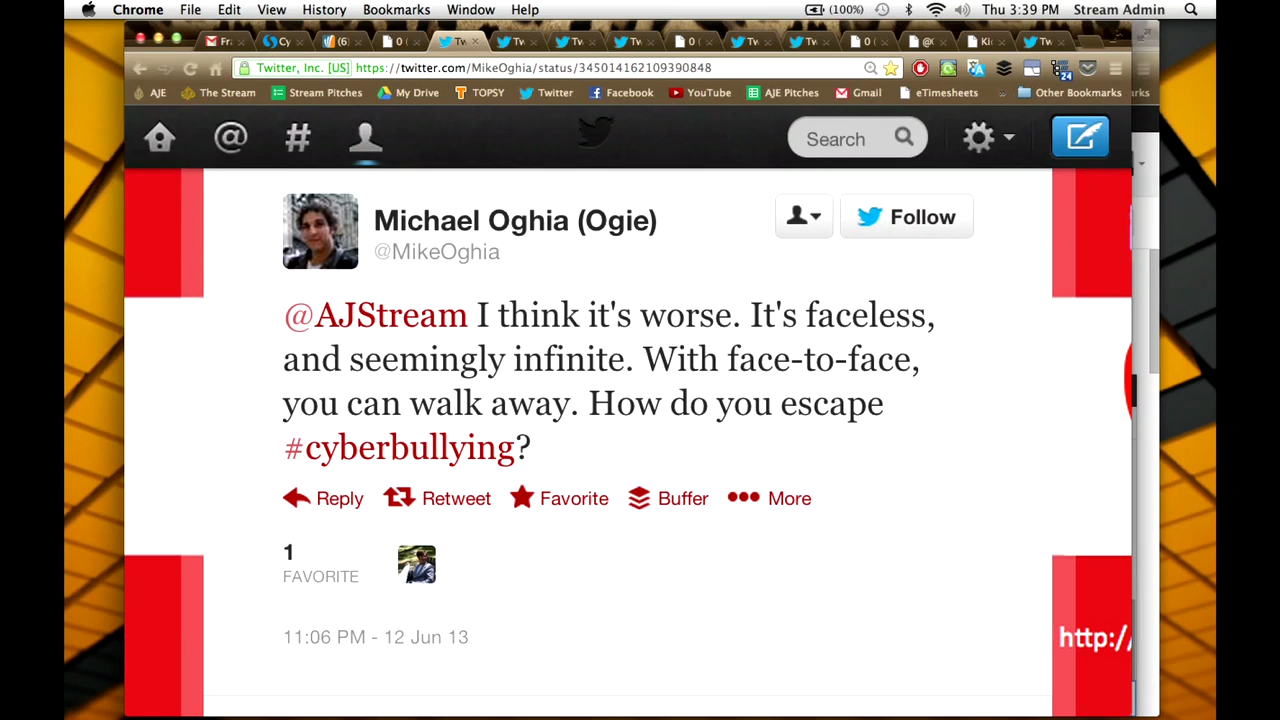 Chrome File Edit View History Bookmarks Window Help (100%) Thu 3:39 PM Stream Admin
Twitter, Inc. [US] https://twitter.com/MikeOghia/status/345014162109390848
24
AJE The Stream Stream Pitches My Drive TOPSY Twitter Facebook YouTube AJE Pitches Gmail eTimesheets » Other Bookmarks
@ # Search
Michael Oghia (Ogie)
@MikeOghia
Follow
@AJStream I think it's worse. It's faceless,
and seemingly infinite. With face-to-face,
you can walk away. How do you escape
#cyberbullying?
Reply Retweet Favorite Buffer More
1
FAVORITE
11:06 PM - 12 Jun 13
http:/